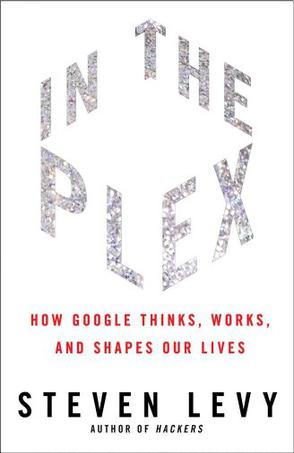 IN THE
PLEX
HOW GOOGLE THINKS, WORKS,
AND SHAPES OUR LIVES
STEVEN LEVY
AUTHOR OF HACKERS